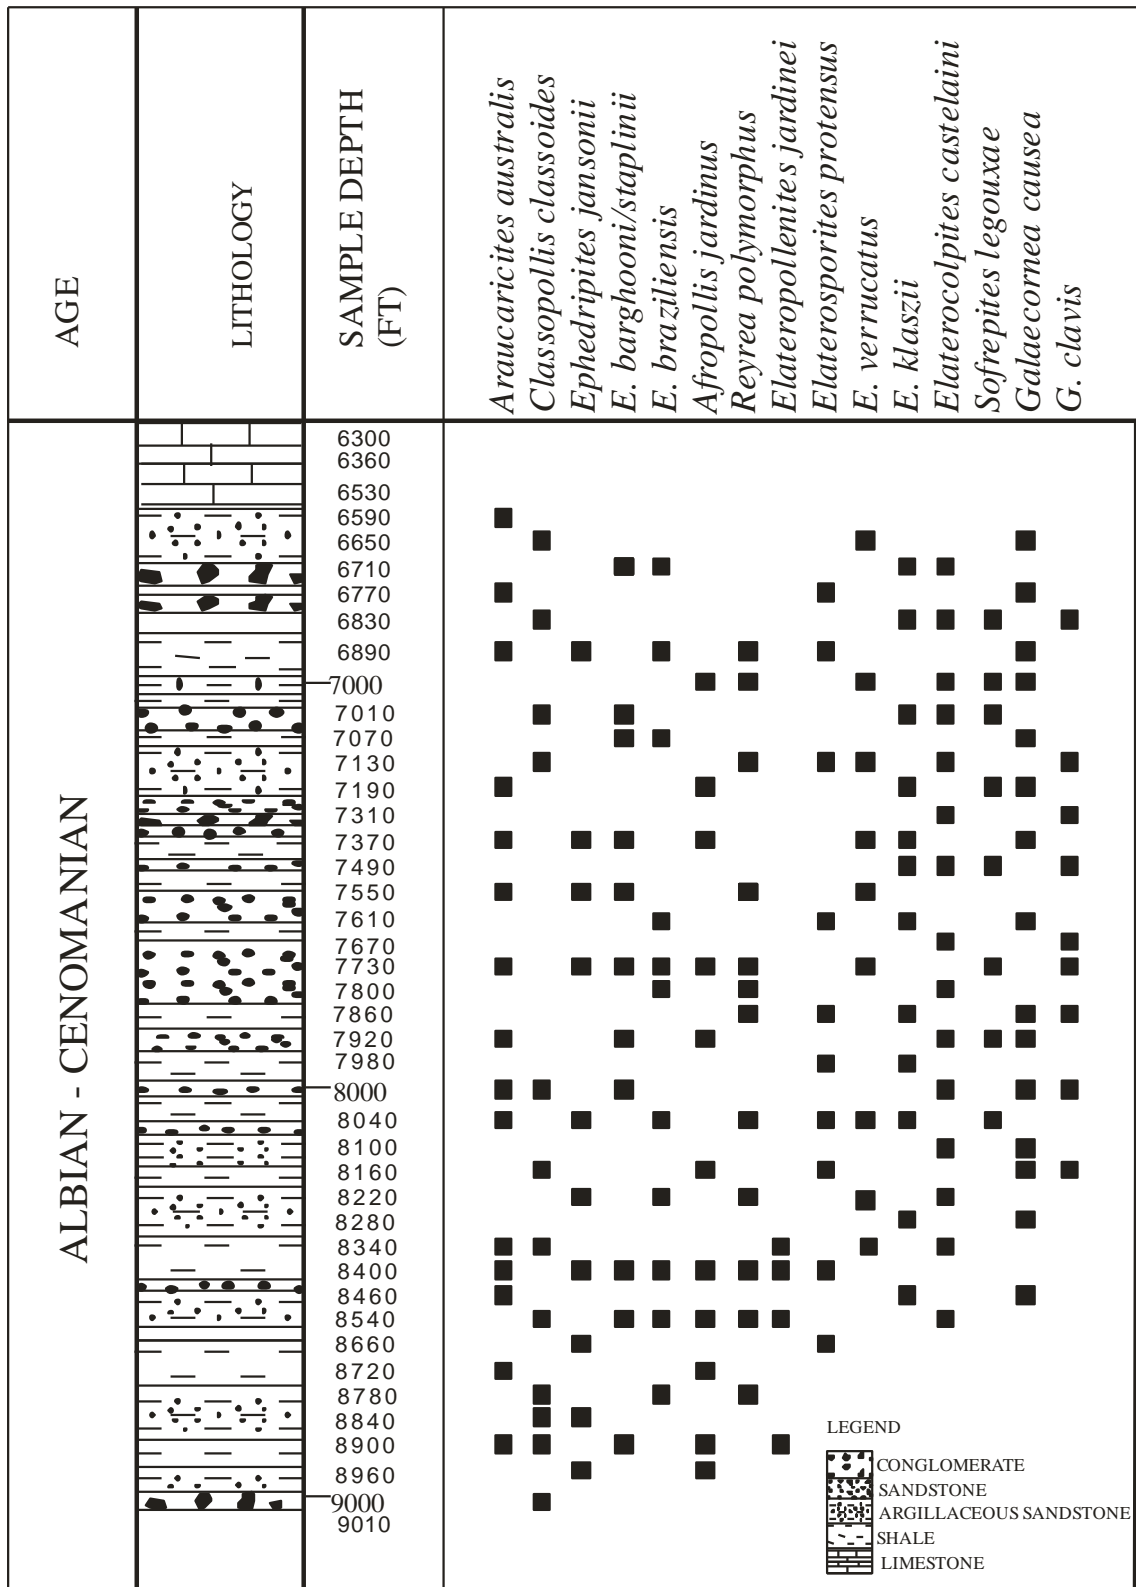 AGE
LITHOLOGY
SAMPLE DEPTH
(FT)
Araucaricites australis
Classopollis classoides
Ephedripites jansonii
E. barghooni/staplinii
E. braziliensis
Afropollis jardinus
Reyrea polymorphus
Elateropollenites jardinei
Elaterosporites protensus
E. verrucatus
E. klaszii
Elaterocolpites castelaini
Sofrepites legouxae
Galaecornea causea
G. clavis
ALBIAN - CENOMANIAN
6300
6360
6530
6590
6650
6710
6770
6830
6890
7000
7010
7070
7130
7190
7310
7370
7490
7550
7610
7670
7730
7800
7860
7920
7980
8000
8040
8100
8160
8220
8280
8340
8400
8460
8540
8660
8720
8780
8840
8900
8960
9000
9010
LEGEND
CONGLOMERATE
SANDSTONE
ARGILLACEOUS SANDSTONE
SHALE
LIMESTONE